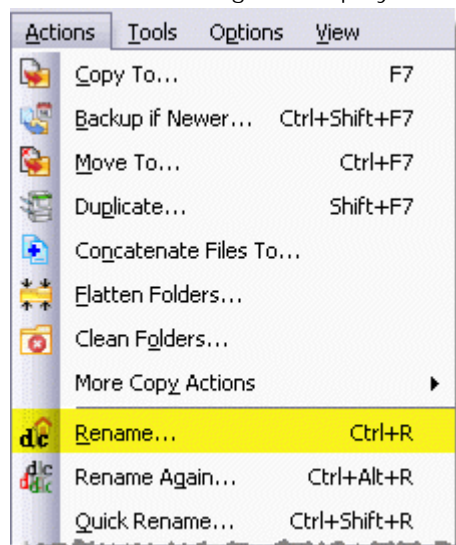 Actions Tools Options View
Copy To... F7
Backup if Newer... Ctrl+Shift+F7
Move To... Ctrl+F7
Duplicate... Shift+F7
Concatenate Files To...
Flatten Folders...
Clean Folders...
More Copy Actions
Rename... Ctrl+R
Rename Again... Ctrl+Alt+R
Quick Rename... Ctrl+Shift+R